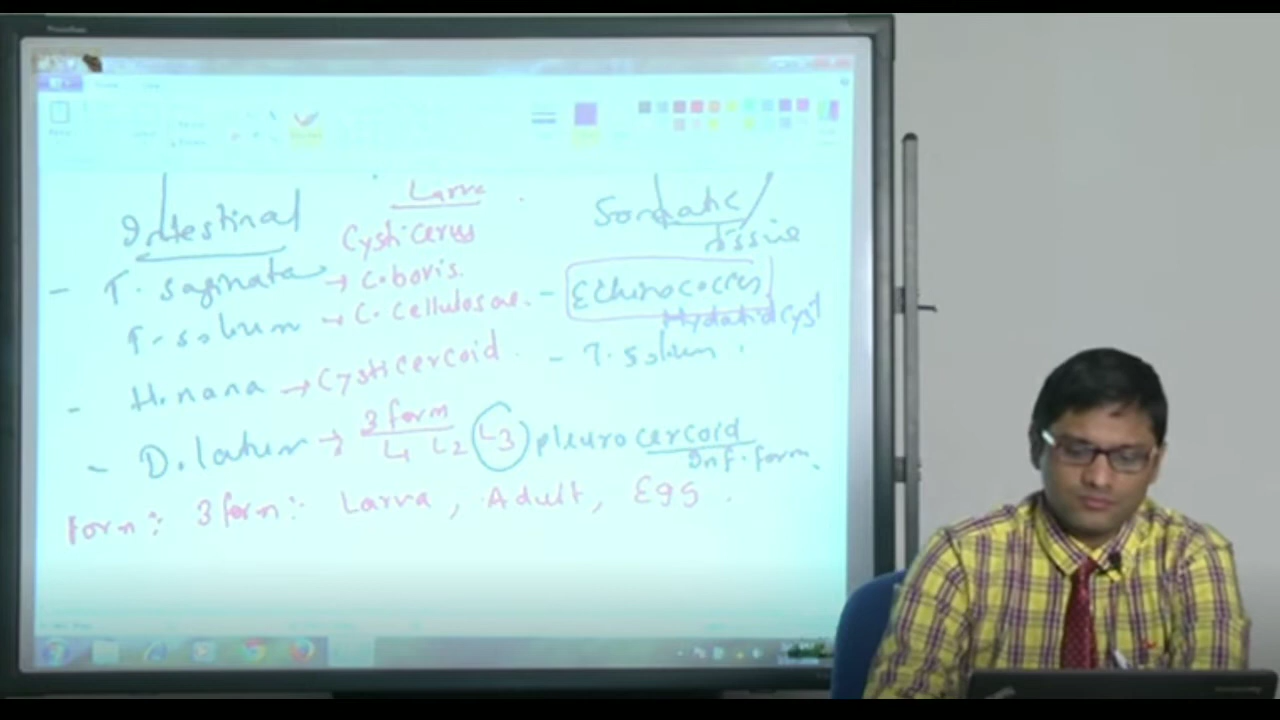 Intestinal Larva Somatic/
Cysticercus tissue
- T. saginata → C. bovis.
T. solium → C. cellulosae. - Echinococcus
Hydatid cyst
- H. nana → Cysticercoid - T. solium
- D. latum → 3 form
L1 L2 L3 pleurocercoid
Inf. form.
Form: 3 form: Larva, Adult, Egg.